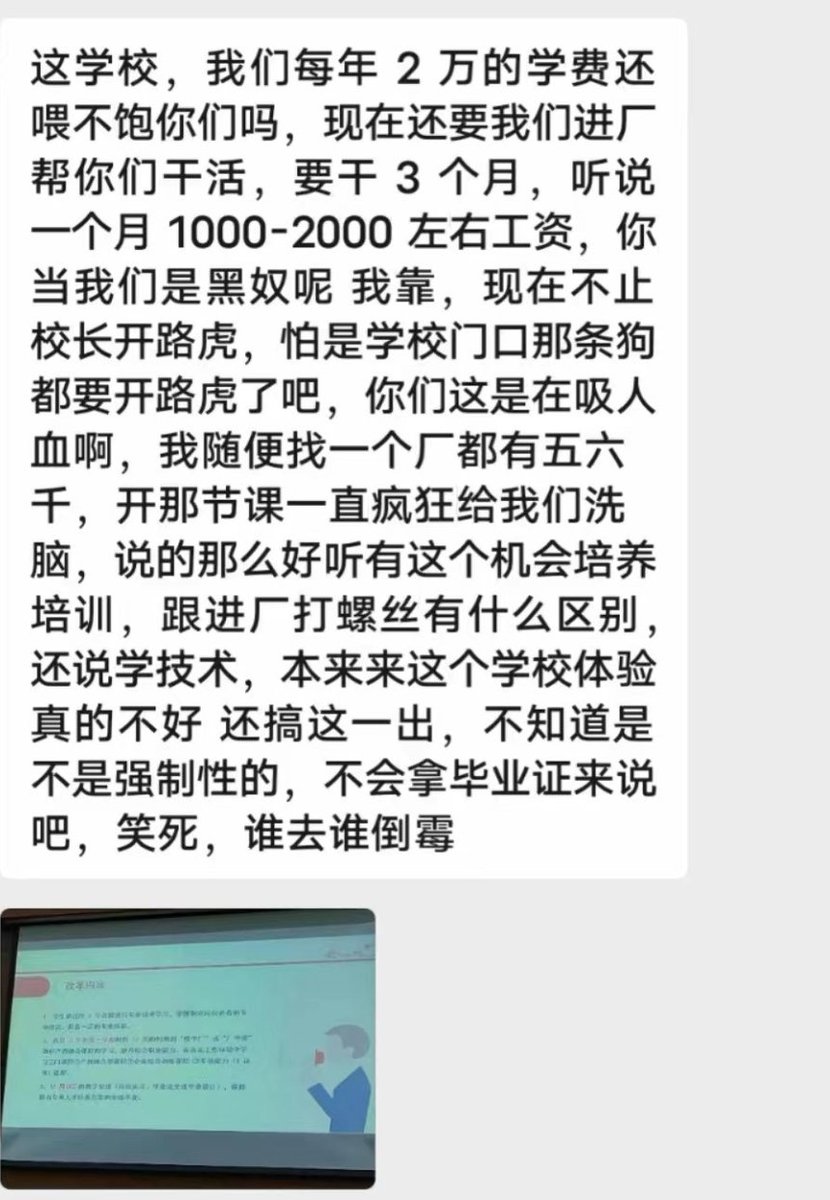 这学校，我们每年 2 万的学费还
喂不饱你们吗，现在还要我们进厂
帮你们干活，要干 3 个月，听说
一个月 1000-2000 左右工资，你
当我们是黑奴呢 我靠，现在不止
校长开路虎，怕是学校门口那条狗
都要开路虎了吧，你们这是在吸人
血啊，我随便找一个厂都有五六
千，开那节课一直疯狂给我们洗
脑，说的那么好听有这个机会培养
培训，跟进厂打螺丝有什么区别，
还说学技术，本来来这个学校体验
真的不好 还搞这一出，不知道是
不是强制性的，不会拿毕业证来说
吧，笑死，谁去谁倒霉
改革内涵